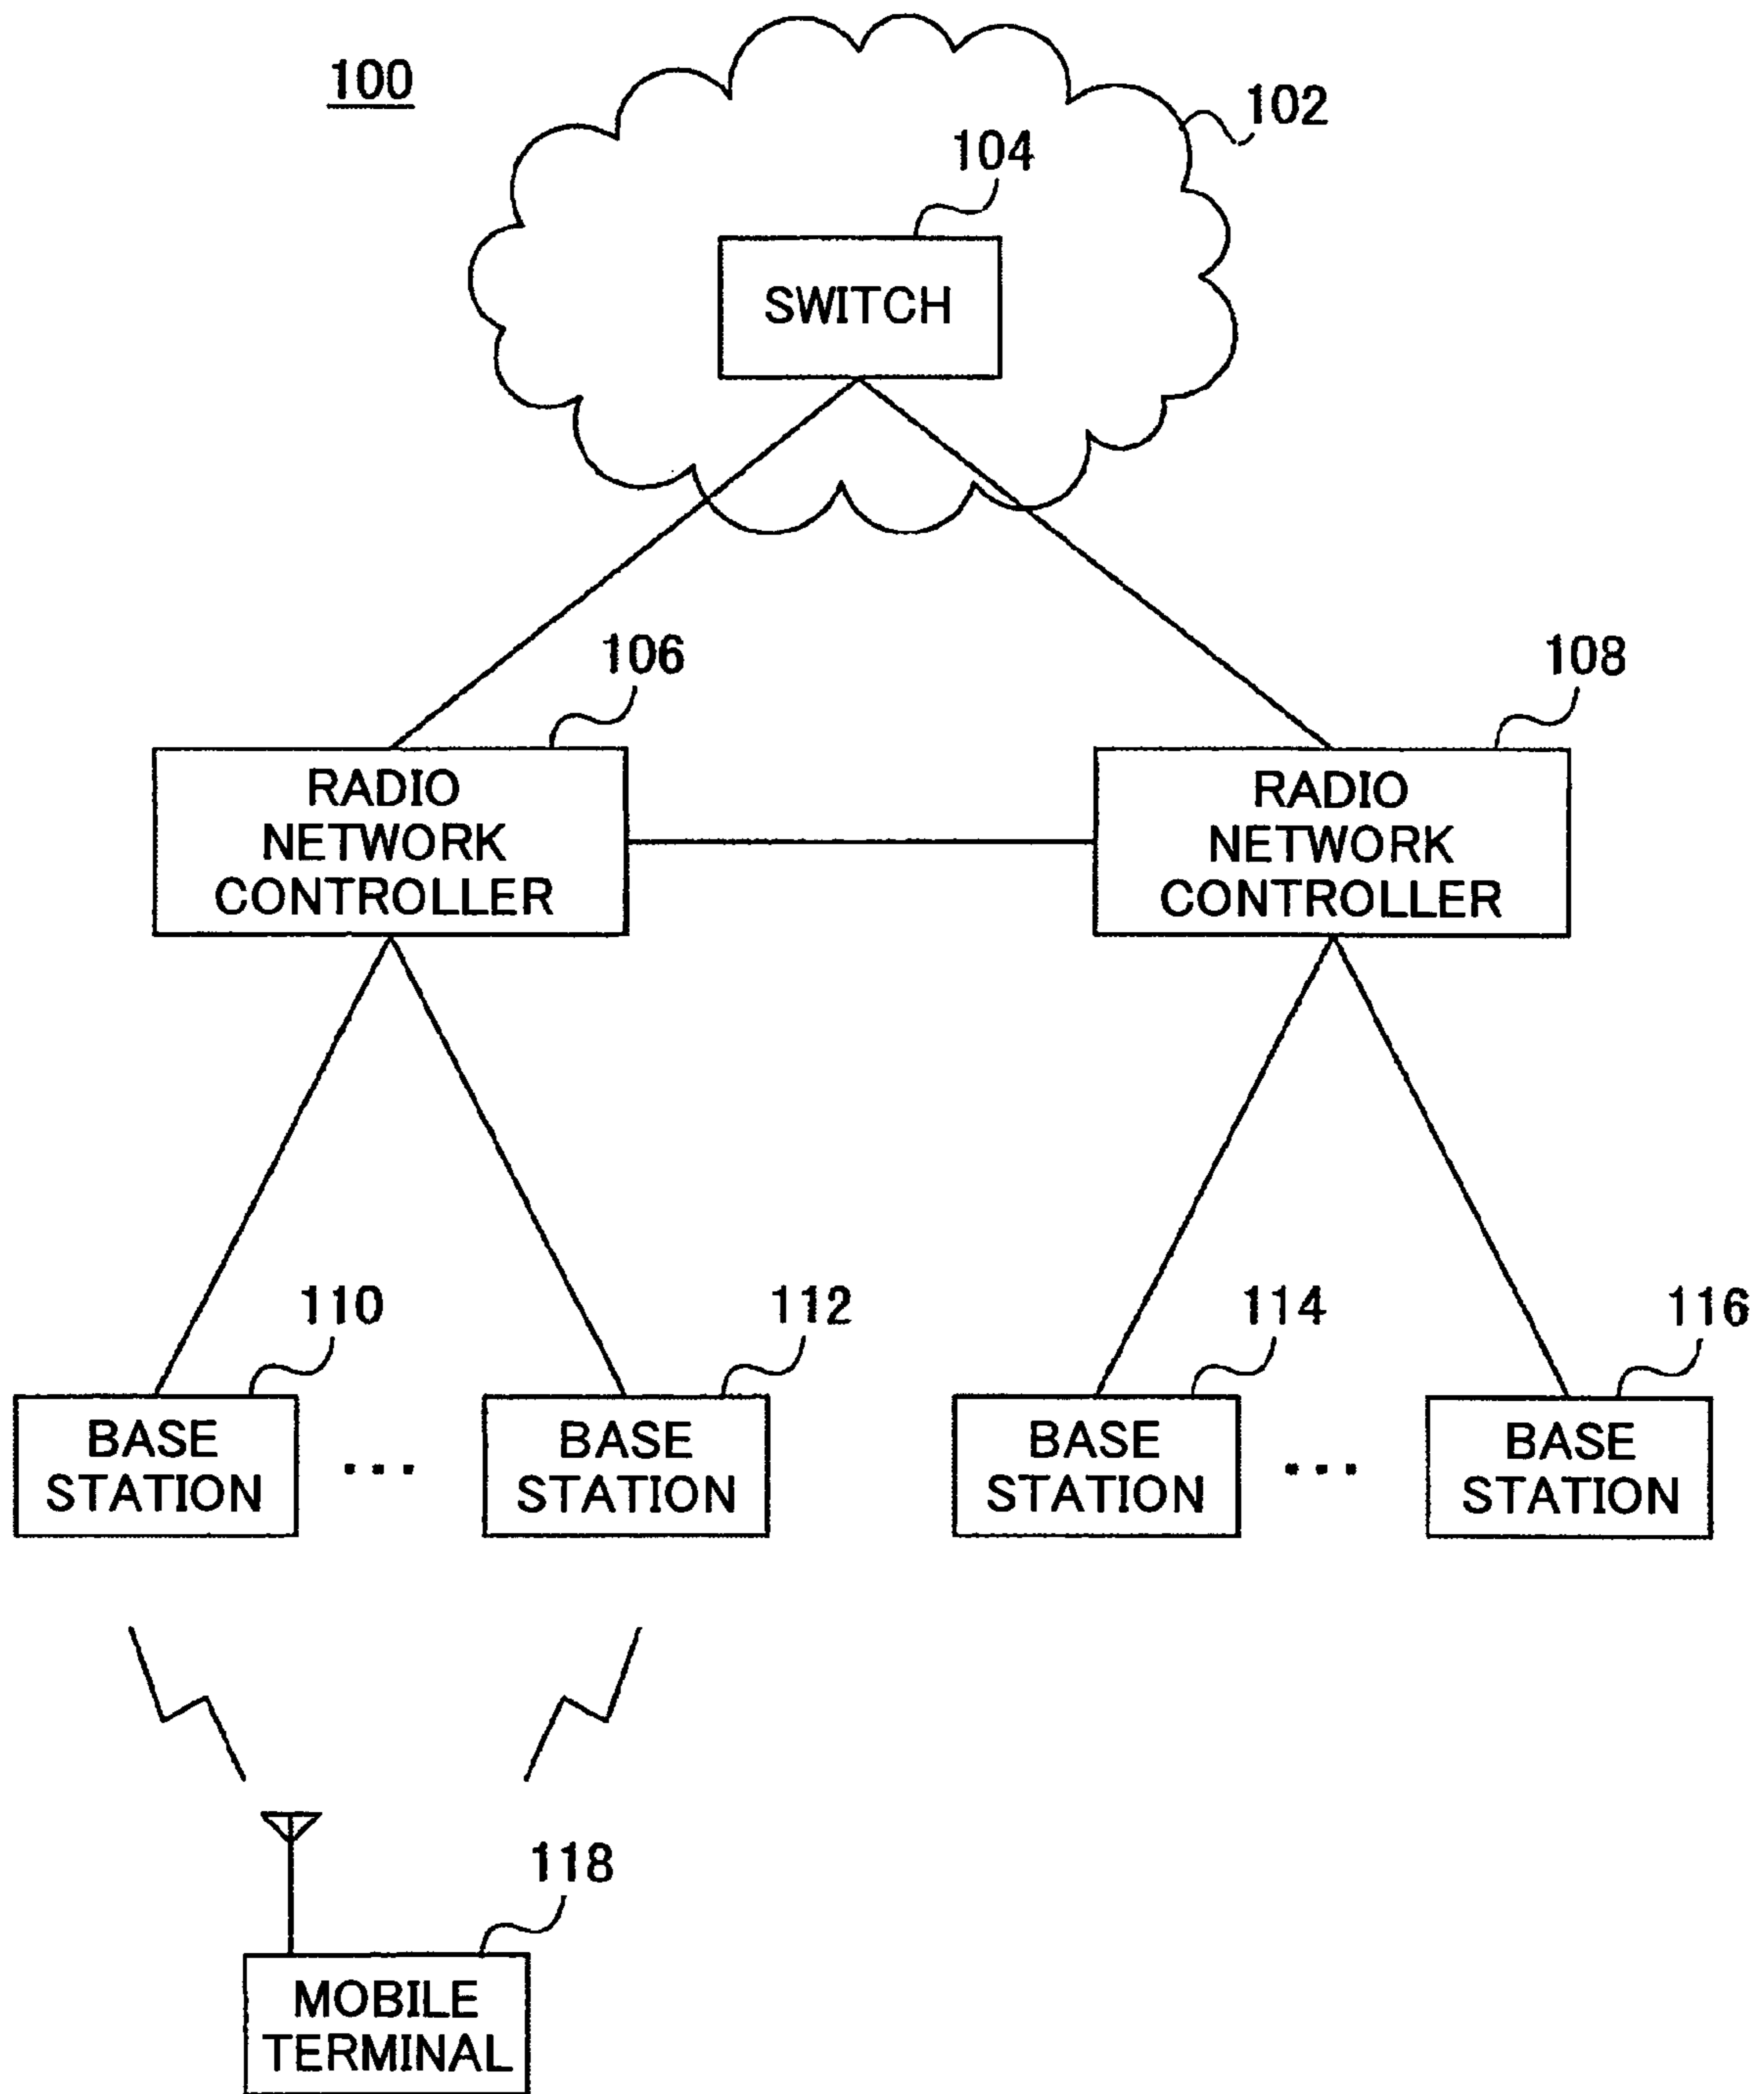 100
102
104
SWITCH
106
108
RADIO
NETWORK
CONTROLLER
RADIO
NETWORK
CONTROLLER
110
112
114
116
BASE
STATION
...
BASE
STATION
BASE
STATION
...
BASE
STATION
118
MOBILE
TERMINAL